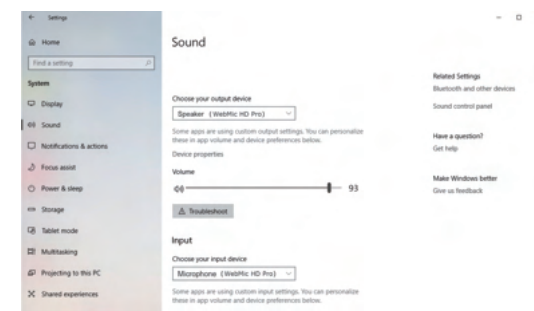 Settings
Home
Find a setting
System
Display
Sound
Notifications & actions
Focus assist
Power & sleep
Storage
Tablet mode
Multitasking
Projecting to this PC
Shared experiences
Sound
Choose your output device
Speaker (WebMic HD Pro)
Some apps are using custom output settings. You can personalize
these in app volume and device preferences below.
Device properties
Volume
93
Troubleshoot
Input
Choose your input device
Microphone (WebMic HD Pro)
Some apps are using custom input settings. You can personalize
these in app volume and device preferences below.
Related Settings
Bluetooth and other devices
Sound control panel
Have a question?
Get help
Make Windows better
Give us feedback